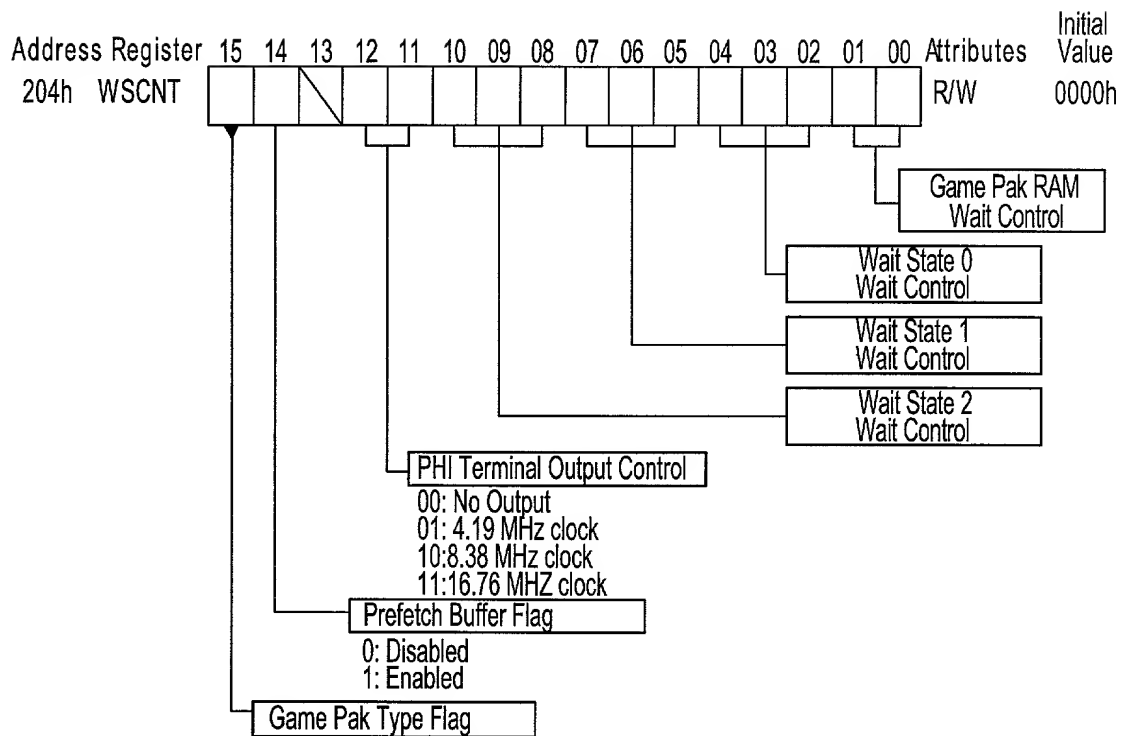 Initial
Address Register 15 14 13 12 11 10 09 08 07 06 05 04 03 02 01 00 Attributes Value
204h WSCNT R/W 0000h
Game Pak RAM
Wait Control
Wait State 0
Wait Control
Wait State 1
Wait Control
Wait State 2
Wait Control
PHI Terminal Output Control
00: No Output
01: 4.19 MHz clock
10:8.38 MHz clock
11:16.76 MHZ clock
Prefetch Buffer Flag
0: Disabled
1: Enabled
Game Pak Type Flag